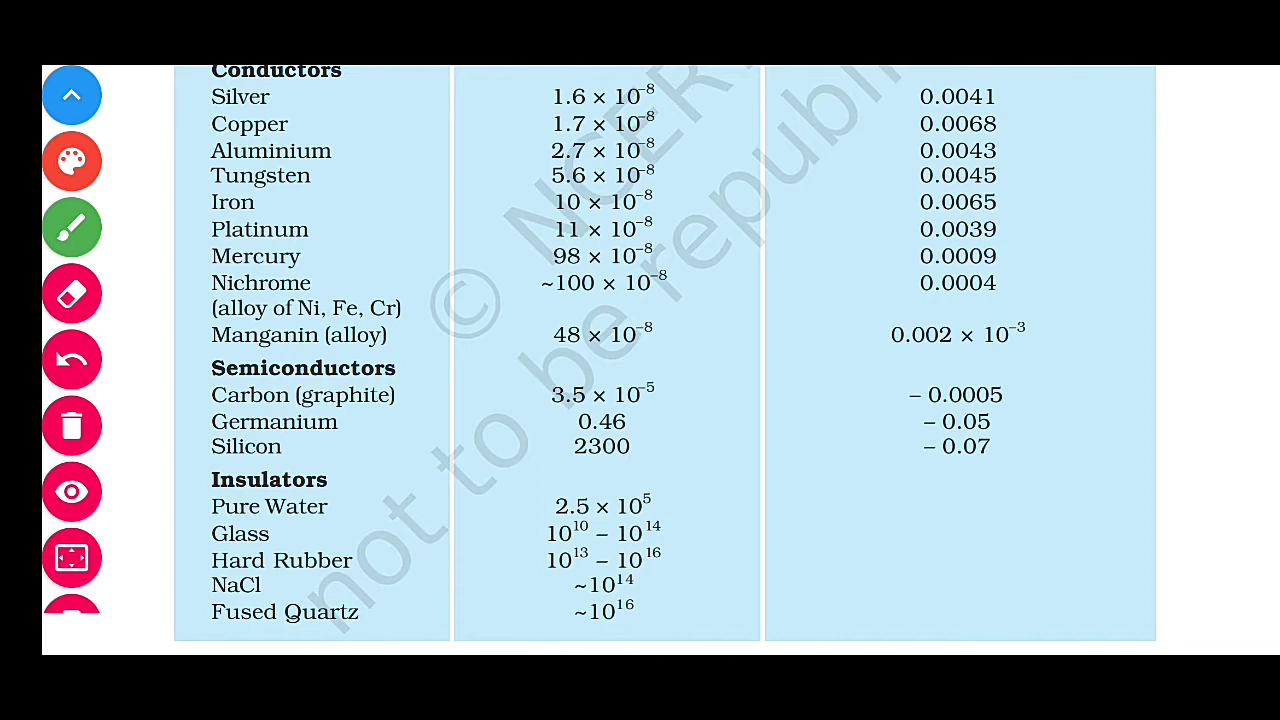 Conductors
Silver 1.6 × 10⁻⁸ 0.0041
Copper 1.7 × 10⁻⁸ 0.0068
Aluminium 2.7 × 10⁻⁸ 0.0043
Tungsten 5.6 × 10⁻⁸ 0.0045
Iron 10 × 10⁻⁸ 0.0065
Platinum 11 × 10⁻⁸ 0.0039
Mercury 98 × 10⁻⁸ 0.0009
Nichrome ~100 × 10⁻⁸ 0.0004
(alloy of Ni, Fe, Cr)
Manganin (alloy) 48 × 10⁻⁸ 0.002 × 10⁻³
Semiconductors
Carbon (graphite) 3.5 × 10⁻⁵ – 0.0005
Germanium 0.46 – 0.05
Silicon 2300 – 0.07
Insulators
Pure Water 2.5 × 10⁵
Glass 10¹⁰ – 10¹⁴
Hard Rubber 10¹³ – 10¹⁶
NaCl ~10¹⁴
Fused Quartz ~10¹⁶
© NCER
not to be republi